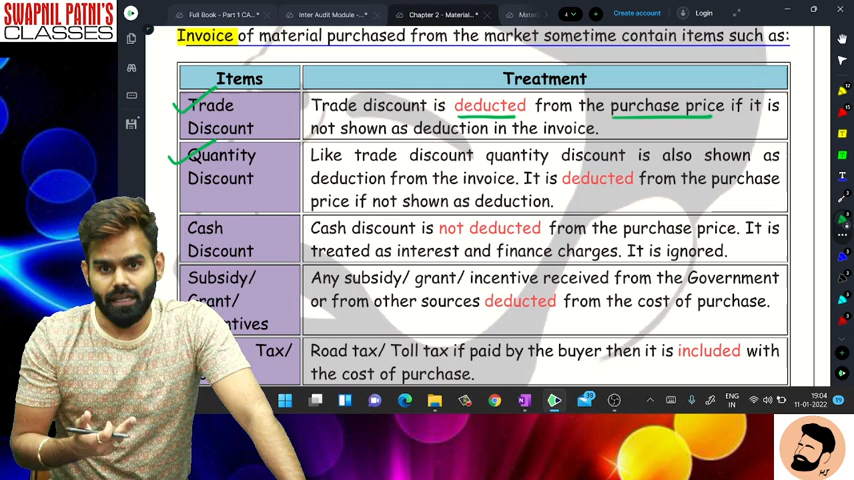 SWAPNIL PATNI'S
CLASSES
Full Book - Part 1 CA...
Inter Audit Module -...
Chapter 2 - Material...
Create account
Login
Invoice of material purchased from the market sometime contain items such as:
Items
Treatment
Trade
Discount
Trade discount is deducted from the purchase price if it is
not shown as deduction in the invoice.
Quantity
Discount
Like trade discount quantity discount is also shown as
deduction from the invoice. It is deducted from the purchase
price if not shown as deduction.
Cash
Discount
Cash discount is not deducted from the purchase price. It is
treated as interest and finance charges. It is ignored.
Subsidy/
Grant/
Any subsidy/ grant/ incentive received from the Government
or from other sources deducted from the cost of purchase.
Tax/
Road tax/ Toll tax if paid by the buyer then it is included with
the cost of purchase.
ENG
IN
19:04
11-01-2022